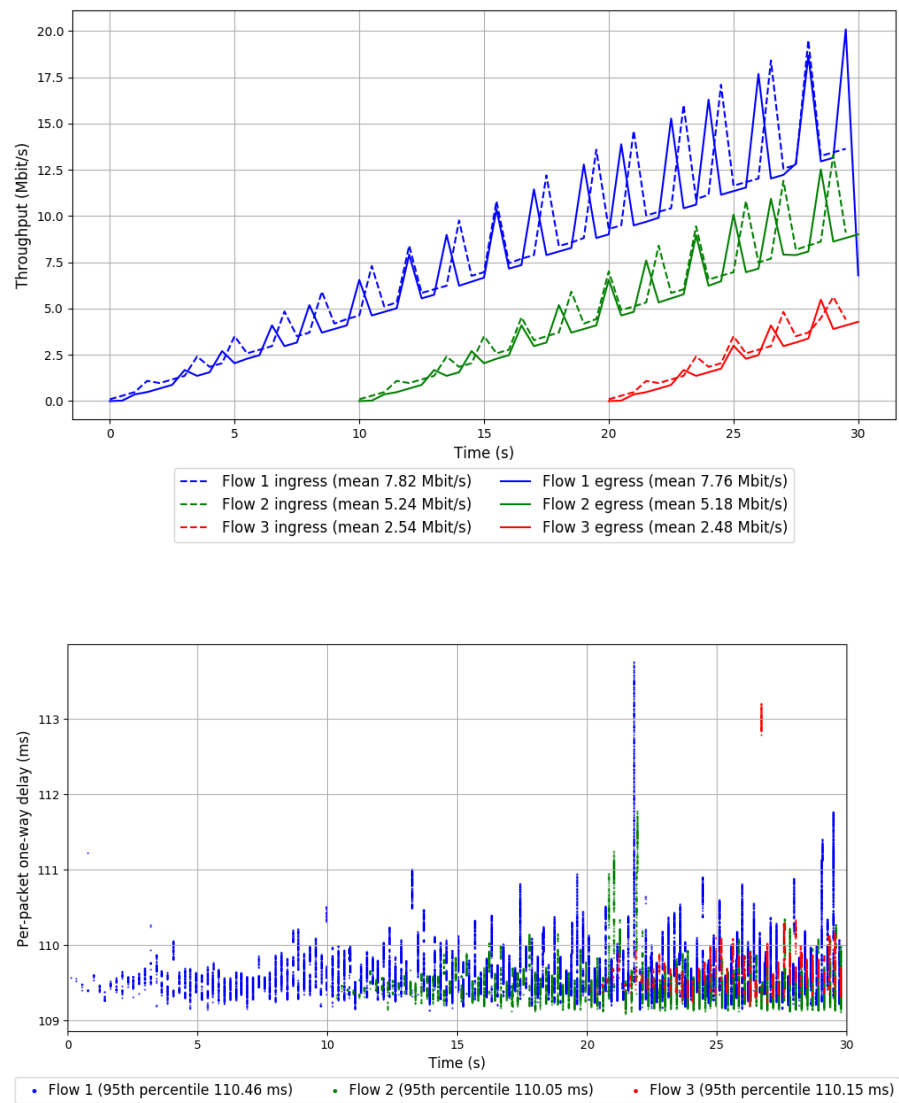 20.0
17.5
15.0
12.5
10.0
7.5
5.0
2.5
0.0
Throughput (Mbit/s)
0 5 10 15 20 25 30
Time (s)
Flow 1 ingress (mean 7.82 Mbit/s) Flow 1 egress (mean 7.76 Mbit/s)
Flow 2 ingress (mean 5.24 Mbit/s) Flow 2 egress (mean 5.18 Mbit/s)
Flow 3 ingress (mean 2.54 Mbit/s) Flow 3 egress (mean 2.48 Mbit/s)
113
112
111
110
109
Per-packet one-way delay (ms)
0 5 10 15 20 25 30
Time (s)
Flow 1 (95th percentile 110.46 ms) Flow 2 (95th percentile 110.05 ms) Flow 3 (95th percentile 110.15 ms)